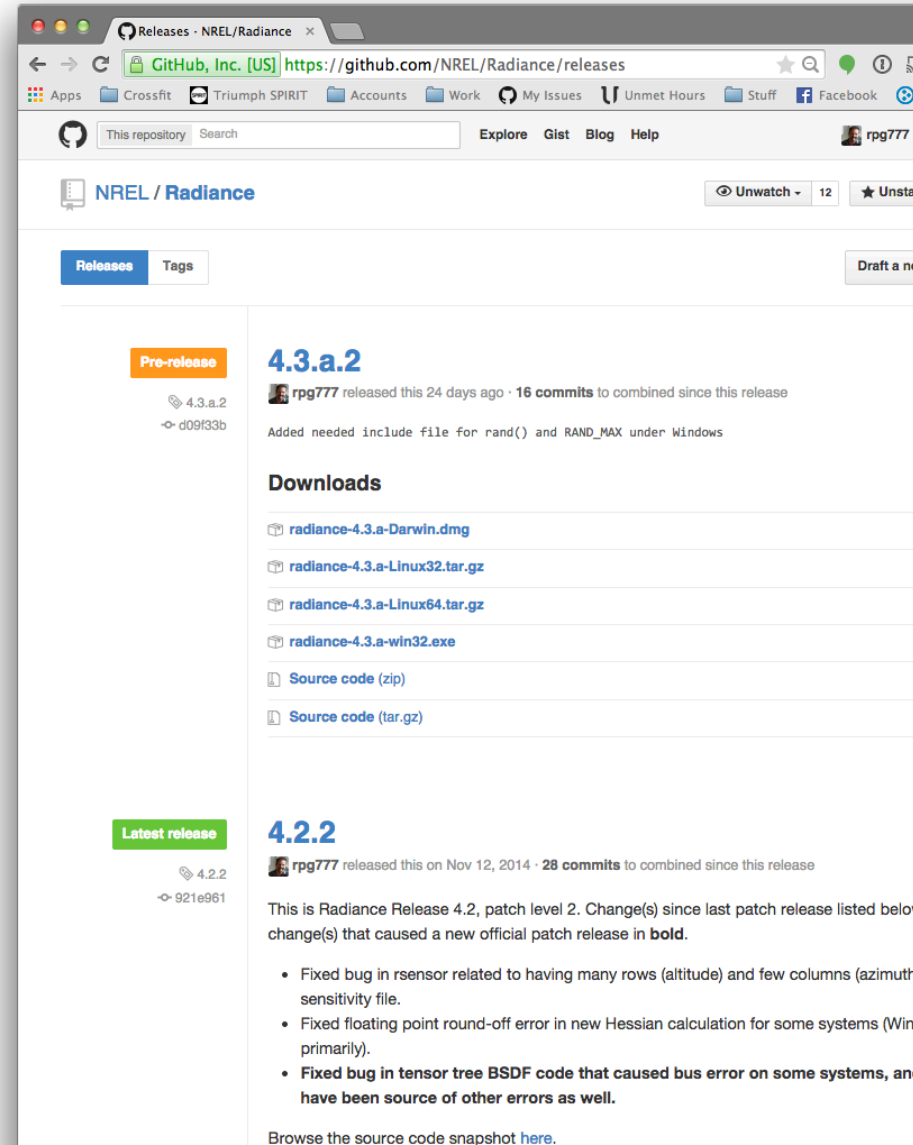 Releases · NREL/Radiance ×
GitHub, Inc. [US] https://github.com/NREL/Radiance/releases
Apps Crossfit SPIRIT Triumph SPIRIT Accounts Work My Issues Unmet Hours Stuff Facebook
This repository Search Explore Gist Blog Help rpg777
NREL / Radiance Unwatch 12 Unsta
Releases Tags Draft a ne
Pre-release
4.3.a.2
d09f33b
4.3.a.2
rpg777 released this 24 days ago · 16 commits to combined since this release
Added needed include file for rand() and RAND_MAX under Windows
Downloads
radiance-4.3.a-Darwin.dmg
radiance-4.3.a-Linux32.tar.gz
radiance-4.3.a-Linux64.tar.gz
radiance-4.3.a-win32.exe
Source code (zip)
Source code (tar.gz)
Latest release
4.2.2
921e961
4.2.2
rpg777 released this on Nov 12, 2014 · 28 commits to combined since this release
This is Radiance Release 4.2, patch level 2. Change(s) since last patch release listed below
change(s) that caused a new official patch release in bold.
• Fixed bug in rsensor related to having many rows (altitude) and few columns (azimuth
sensitivity file.
• Fixed floating point round-off error in new Hessian calculation for some systems (Win
primarily).
• Fixed bug in tensor tree BSDF code that caused bus error on some systems, an
have been source of other errors as well.
Browse the source code snapshot here.